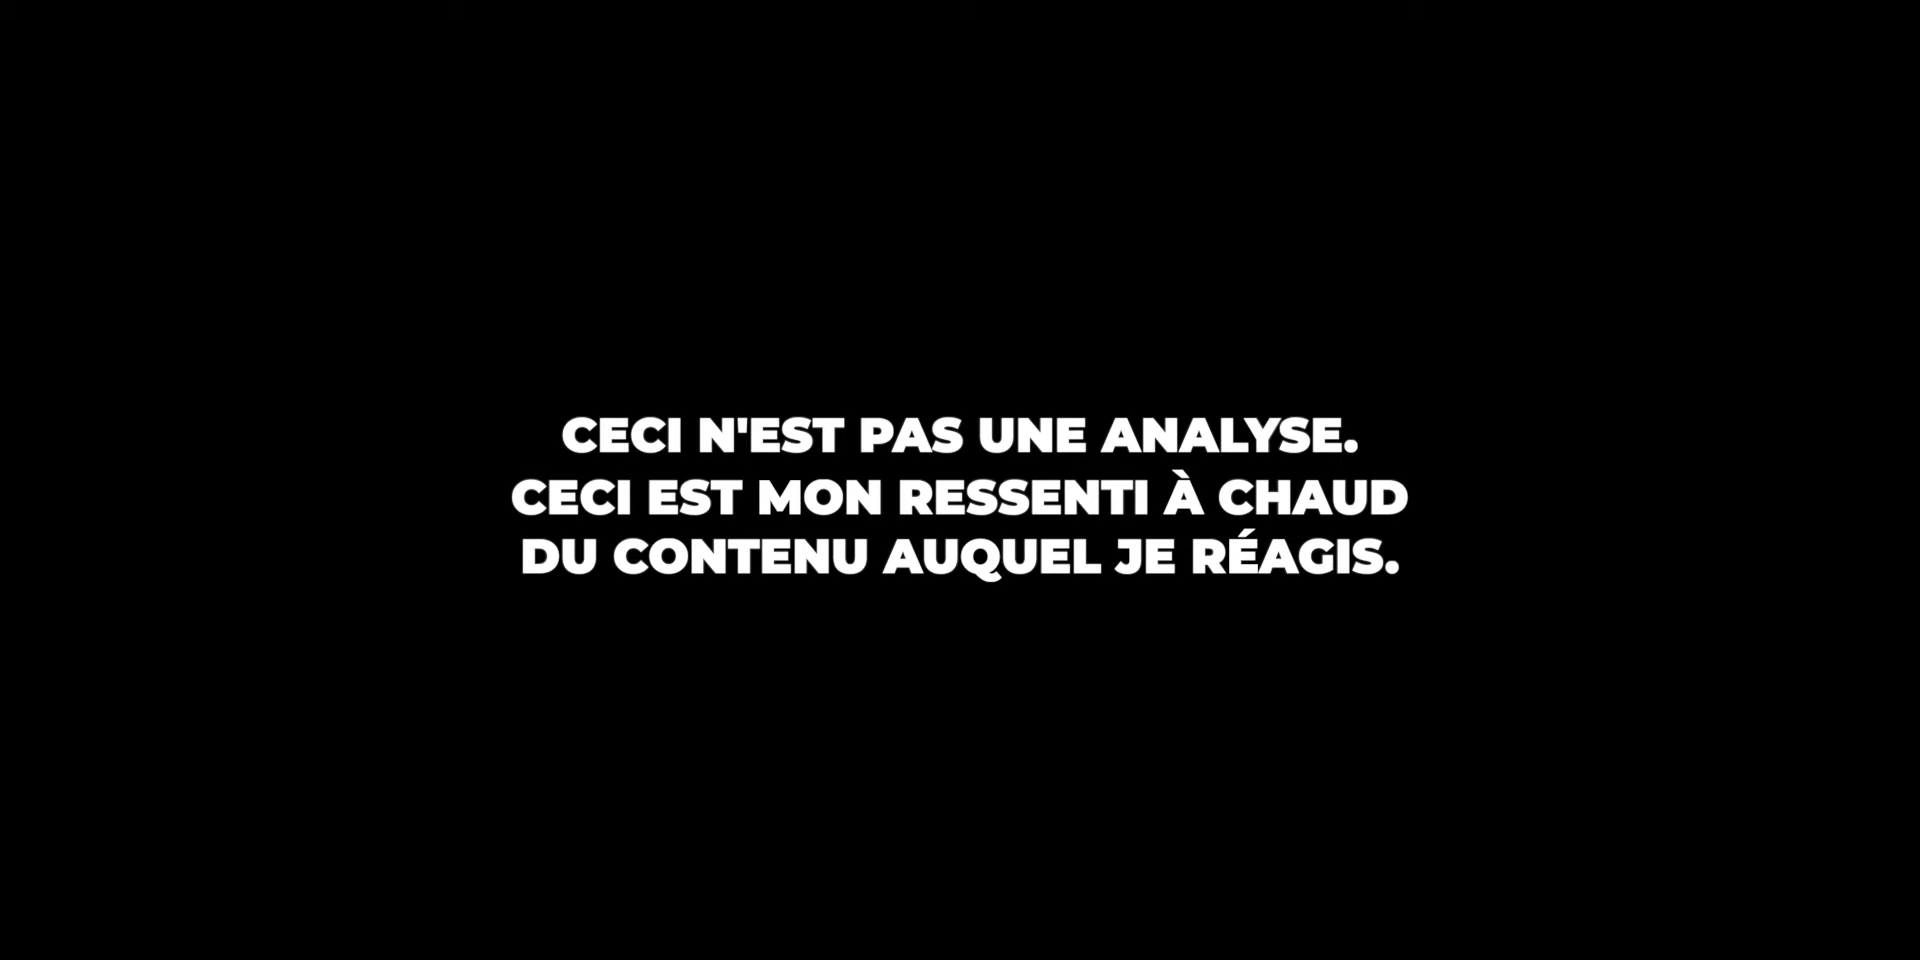 CECI N'EST PAS UNE ANALYSE.
CECI EST MON RESSENTI À CHAUD
DU CONTENU AUQUEL JE RÉAGIS.